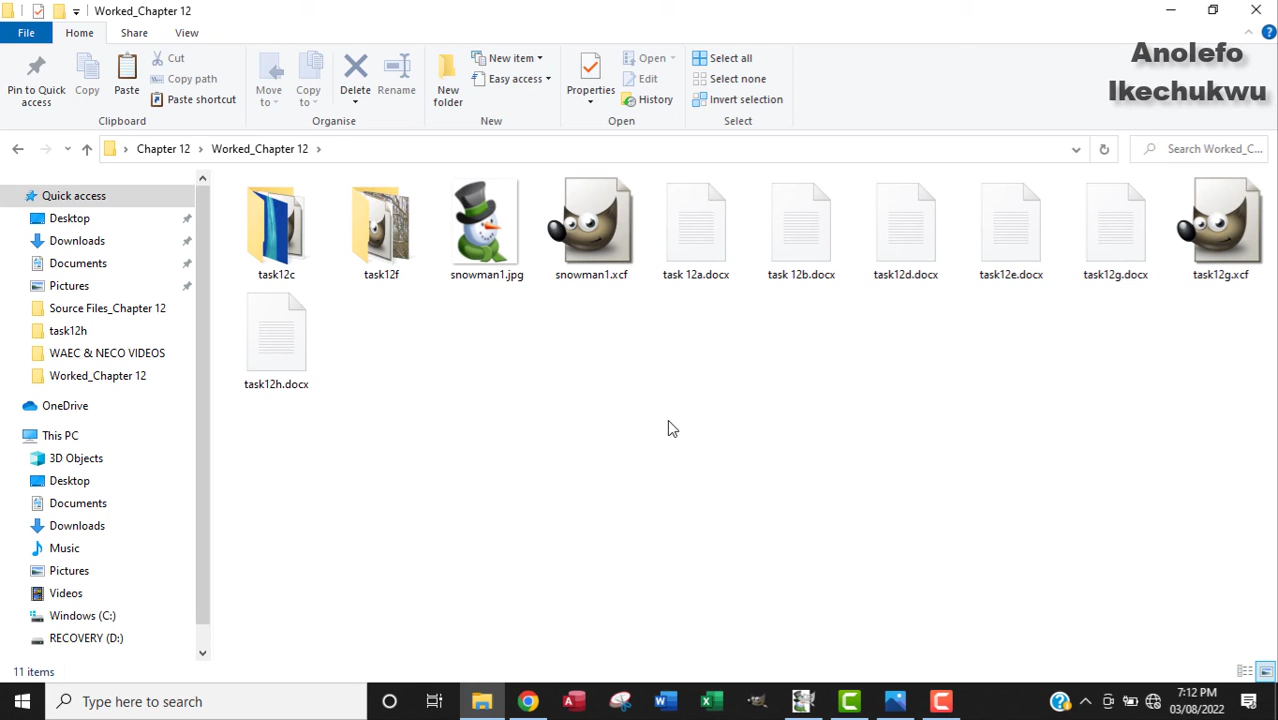 Worked_Chapter 12
File
Home
Share
View
Anolefo
Ikechukwu
Pin to Quick access
Copy
Paste
Cut
Copy path
Paste shortcut
Clipboard
Move to
Copy to
Delete
Rename
Organise
New folder
New item
Easy access
New
Properties
Open
Edit
History
Open
Select all
Select none
Invert selection
Select
Chapter 12
Worked_Chapter 12
Search Worked_C...
Quick access
Desktop
Downloads
Documents
Pictures
Source Files_Chapter 12
task12h
WAEC & NECO VIDEOS
Worked_Chapter 12
OneDrive
This PC
3D Objects
Desktop
Documents
Downloads
Music
Pictures
Videos
Windows (C:)
RECOVERY (D:)
task12c
task12f
snowman1.jpg
snowman1.xcf
task 12a.docx
task 12b.docx
task12d.docx
task12e.docx
task12g.docx
task12g.xcf
task12h.docx
11 items
Type here to search
7:12 PM
03/08/2022